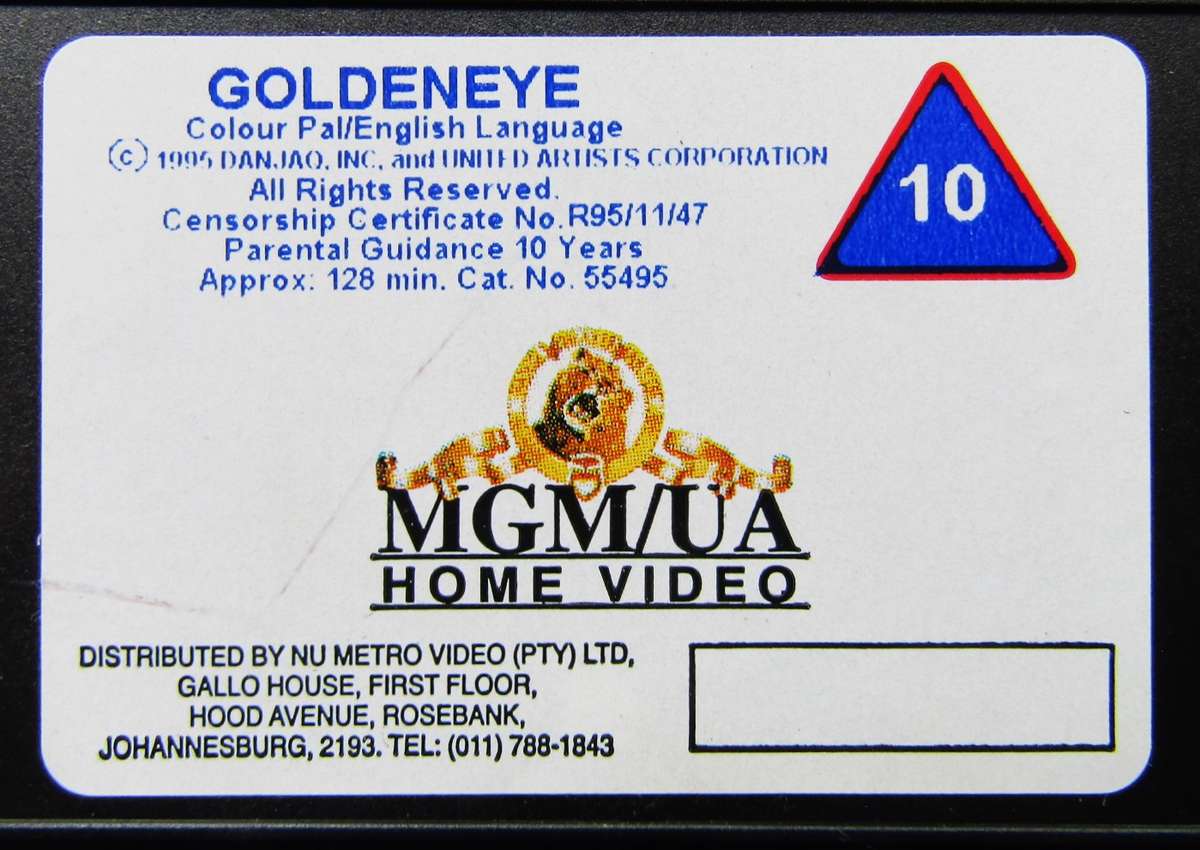 GOLDENEYE
Colour Pal/English Language
(c) 1995 DANJAQ, INC, and UNITED ARTISTS CORPORATION
All Rights Reserved.
Censorship Certificate No. R95/11/47
Parental Guidance 10 Years
Approx: 128 min. Cat. No. 55495
10
MGM/UA
HOME VIDEO
DISTRIBUTED BY NU METRO VIDEO (PTY) LTD,
GALLO HOUSE, FIRST FLOOR,
HOOD AVENUE, ROSEBANK,
JOHANNESBURG, 2193. TEL: (011) 788-1843